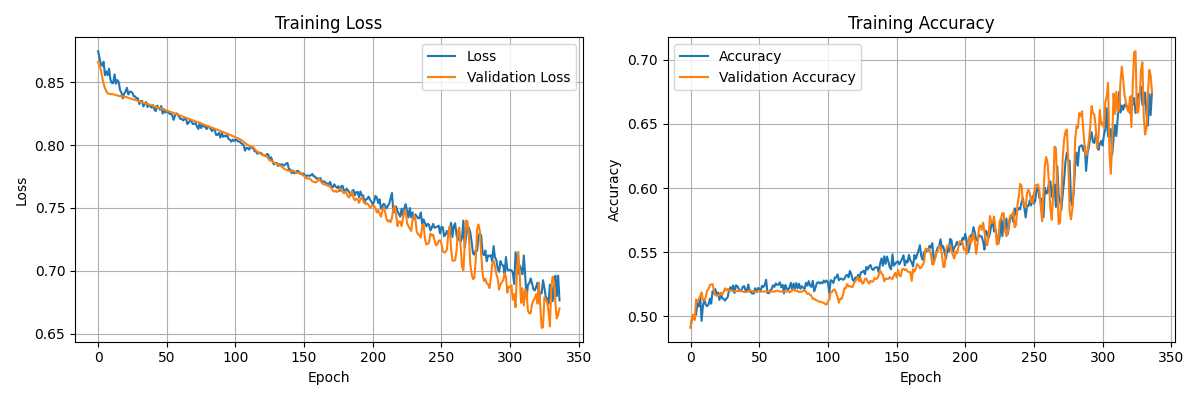 Training Loss
Loss
Validation Loss
0.85
0.80
0.75
0.70
0.65
Loss
0 50 100 150 200 250 300 350
Epoch
Training Accuracy
Accuracy
Validation Accuracy
0.70
0.65
0.60
0.55
0.50
Accuracy
0 50 100 150 200 250 300 350
Epoch